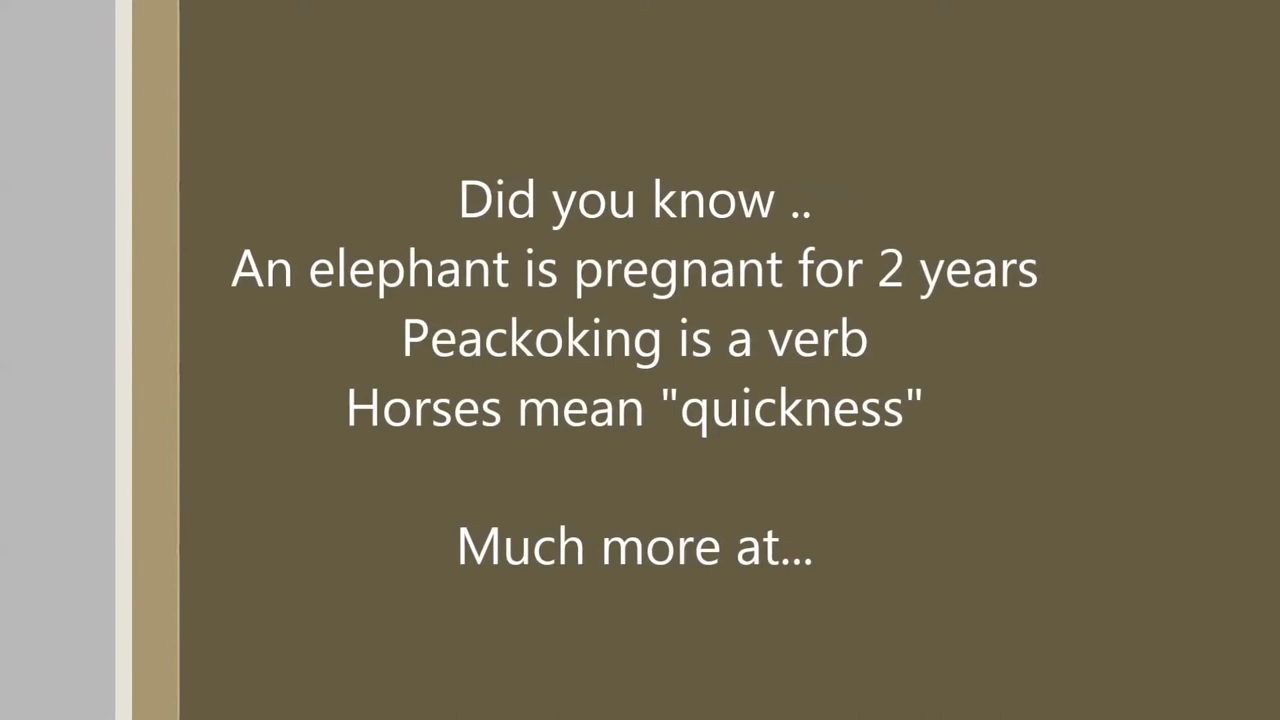 Did you know ..
An elephant is pregnant for 2 years
Peackoking is a verb
Horses mean "quickness"
Much more at...